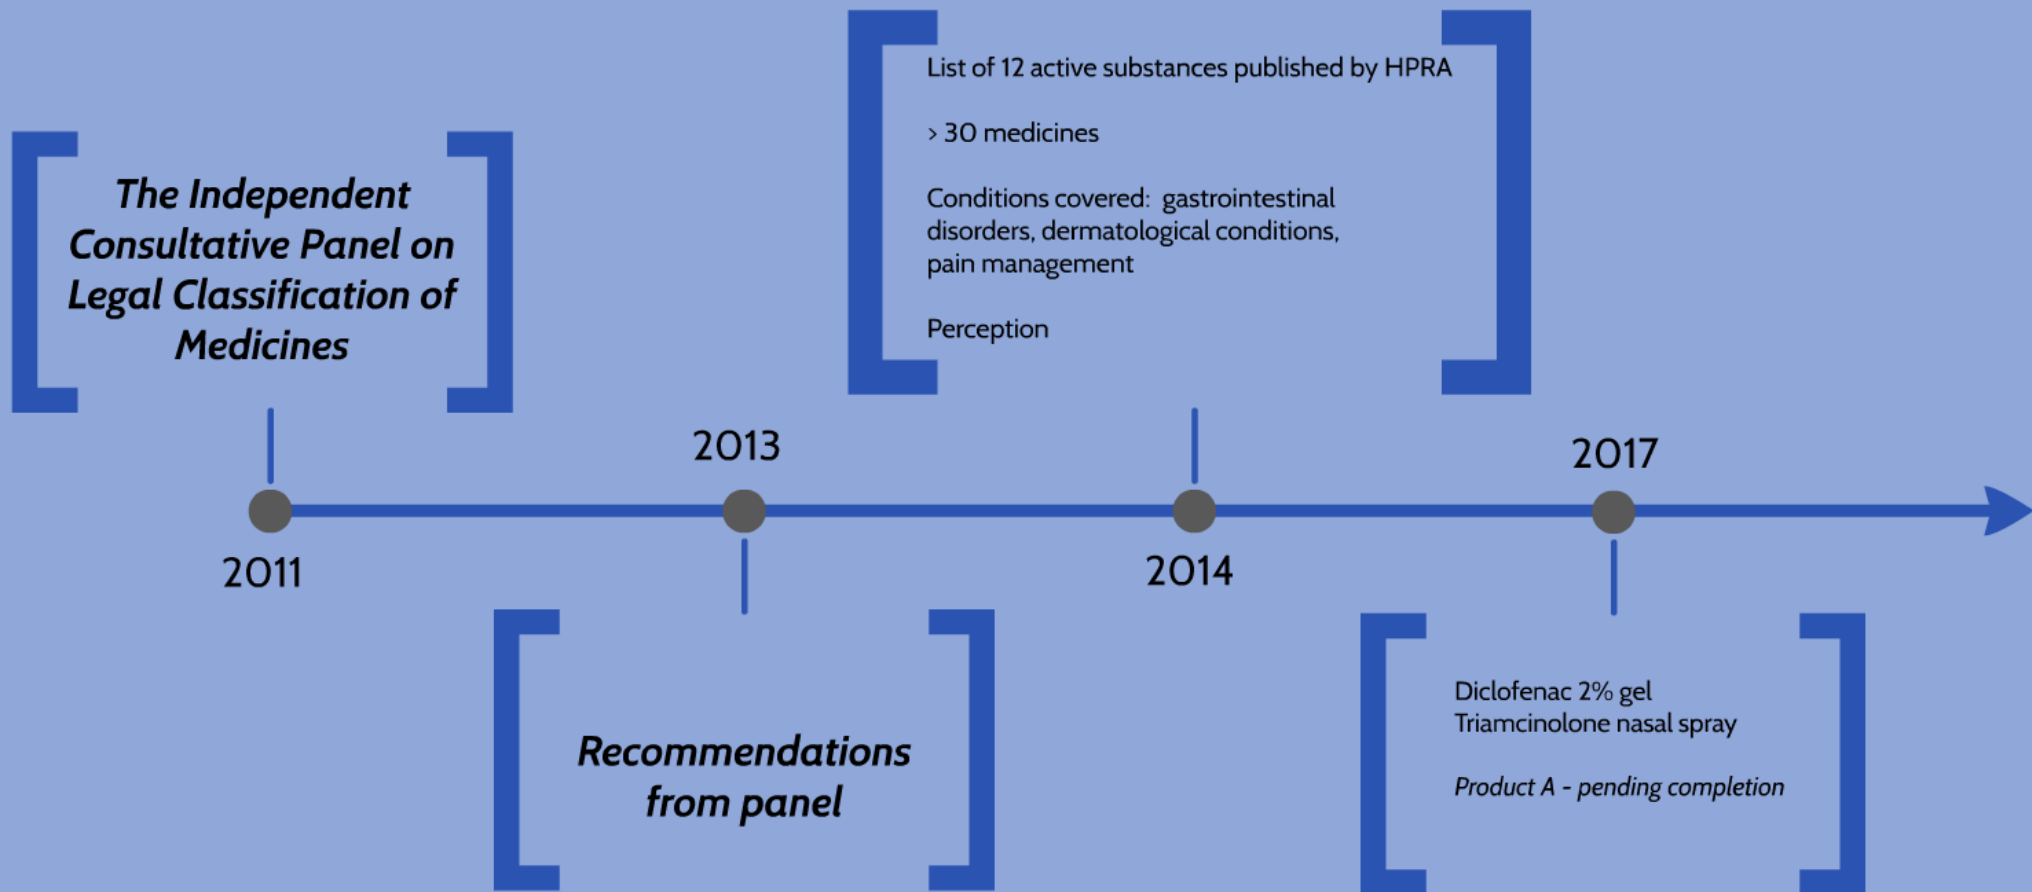 The Independent
Consultative Panel on
Legal Classification of
Medicines
2011
2013
Recommendations
from panel
List of 12 active substances published by HPRA
> 30 medicines
Conditions covered:  gastrointestinal
disorders, dermatological conditions,
pain management
Perception
2014
2017
Diclofenac 2% gel
Triamcinolone nasal spray
Product A - pending completion